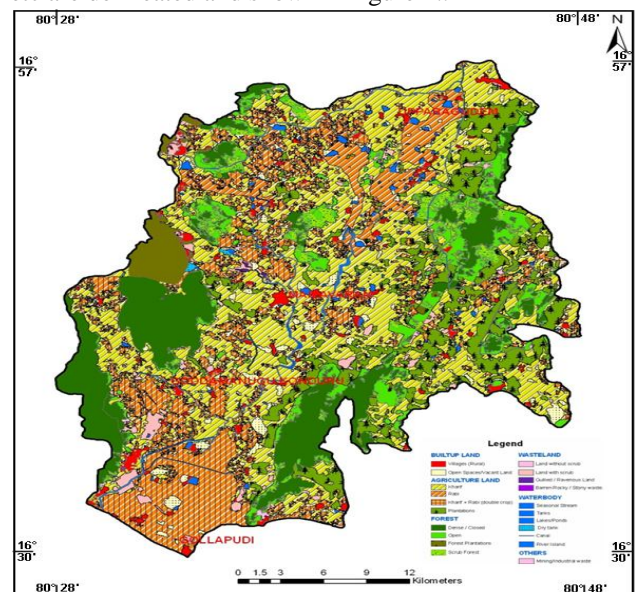 80° 28'
80° 48'
N
16°
57'
16°
57'
GOLLAPUDI
Legend
BUILTUP LAND
Villages (Rural)
Open Spaces/Vacant Land
AGRICULTURE LAND
Kharif
Rabi
Kharif + Rabi (double crop)
Plantations
FOREST
Dense / Closed
Open
Forest Plantations
Scrub Forest
WASTELAND
Land without scrub
Land with scrub
Gullied / Ravenous Land
Barren Rocky / Stony waste
WATERBODY
Seasonal Stream
Tanks
Lakes/Ponds
Dry tank
Canal
River Island
OTHERS
Mining/Industrial waste
16°
30'
16°
30'
0 1.5 3 6 9 12
Kilometers
80° 28'
80° 48'